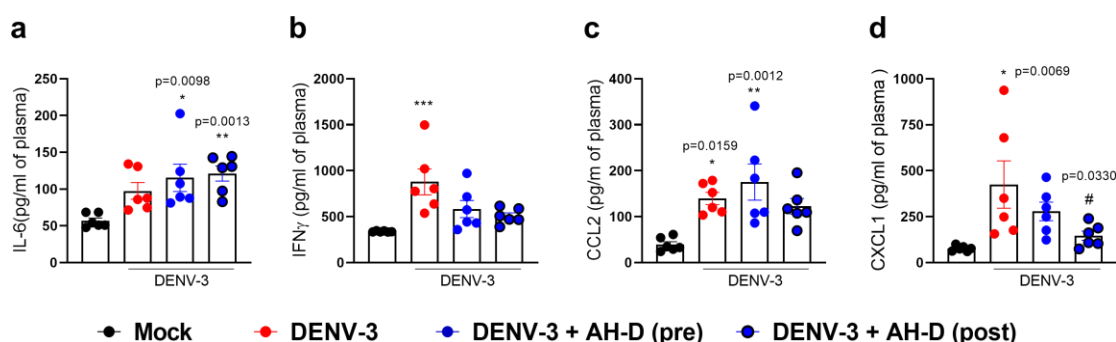 a
IL-6(pg/ml of plasma)
250
200
150
100
50
0
p=0.0098
*
p=0.0013
**
DENV-3
b
IFNγ(pg/ml of plasma)
2000
1500
1000
500
0
***
DENV-3
c
CCL2 (pg/ml of plasma)
400
300
200
100
0
p=0.0159
*
p=0.0012
**
DENV-3
d
CXCL1 (pg/ml of plasma )
1000
750
500
250
0
*
p=0.0069
p=0.0330
#
DENV-3
Mock
DENV-3
DENV-3 + AH-D (pre)
DENV-3 + AH-D (post)